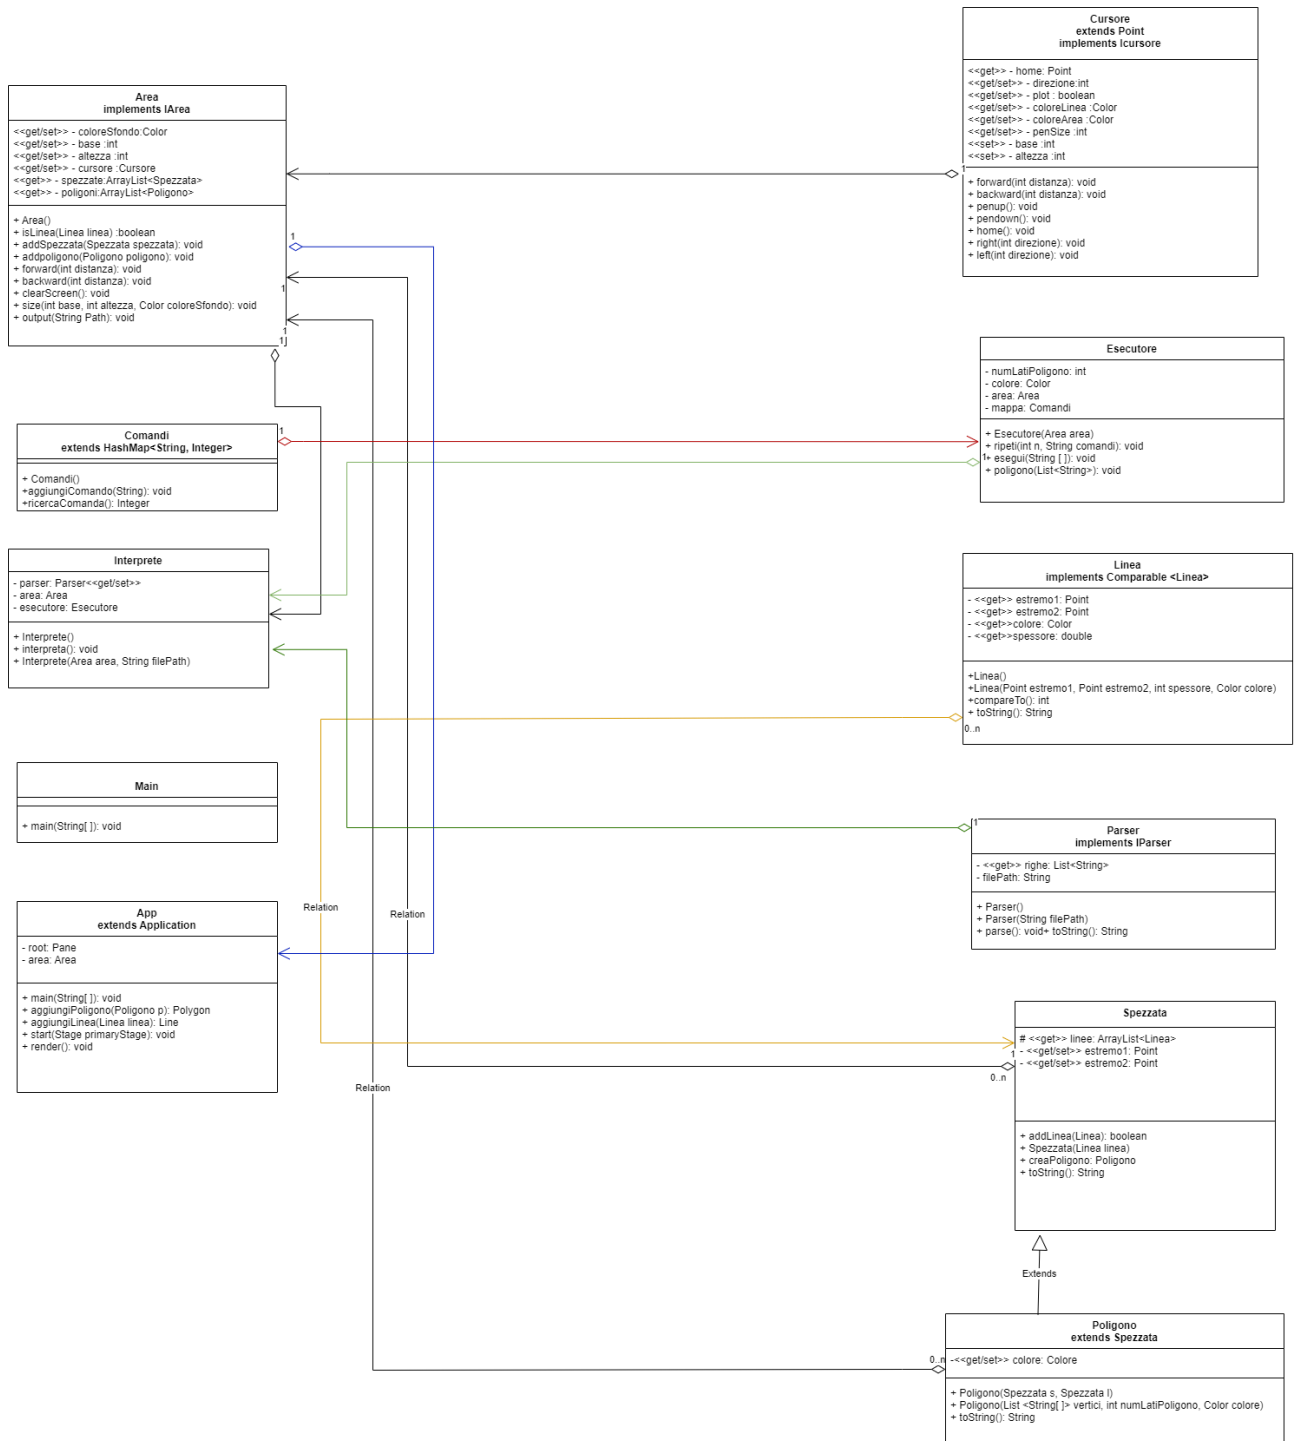 Cursore
extends Point
implements Icursore
<<get>> - home: Point
<<get/set>> - direzione:int
<<get/set>> - plot : boolean
<<get/set>> - coloreLinea :Color
<<get/set>> - coloreArea :Color
<<get/set>> - penSize :int
<<set>> - base :int
<<set>> - altezza :int
+ forward(int distanza): void
+ backward(int distanza): void
+ penup(): void
+ pendown(): void
+ home(): void
+ right(int direzione): void
+ left(int direzione): void
1
Area
implements IArea
<<get/set>> - coloreSfondo:Color
<<get/set>> - base :int
<<get/set>> - altezza :int
<<get/set>> - cursore :Cursore
<<get>> - spezzate:ArrayList<Spezzata>
<<get>> - poligoni:ArrayList<Poligono>
+ Area()
+ isLinea(Linea linea) :boolean
+ addSpezzata(Spezzata spezzata): void
+ addpoligono(Poligono poligono): void
+ forward(int distanza): void
+ backward(int distanza): void
+ clearScreen(): void
+ size(int base, int altezza, Color coloreSfondo): void
+ output(String Path): void
1
1
1
1
Esecutore
- numLatiPoligono: int
- colore: Color
- area: Area
- mappa: Comandi
+ Esecutore(Area area)
+ ripeti(int n, String comandi): void
+ esegui(String [ ]): void
+ poligono(List<String>): void
1
Comandi
extends HashMap<String, Integer>
+ Comandi()
+aggiungiComando(String): void
+ricercaComanda(): Integer
1
Interprete
- parser: Parser<<get/set>>
- area: Area
- esecutore: Esecutore
+ Interprete()
+ interpreta(): void
+ Interprete(Area area, String filePath)
Linea
implements Comparable <Linea>
- <<get>> estremo1: Point
- <<get>> estremo2: Point
- <<get>>colore: Color
- <<get>>spessore: double
+Linea()
+Linea(Point estremo1, Point estremo2, int spessore, Color colore)
+compareTo(): int
+ toString(): String
0..n
Main
+ main(String[ ]): void
1
Parser
implements IParser
- <<get>> righe: List<String>
- filePath: String
+ Parser()
+ Parser(String filePath)
+ parse(): void+ toString(): String
App
extends Application
- root: Pane
- area: Area
+ main(String[ ]): void
+ aggiungiPoligono(Poligono p): Polygon
+ aggiungiLinea(Linea linea): Line
+ start(Stage primaryStage): void
+ render(): void
Relation
Relation
Relation
Spezzata
# <<get>> linee: ArrayList<Linea>
- <<get/set>> estremo1: Point
- <<get/set>> estremo2: Point
1
0..n
+ addLinea(Linea): boolean
+ Spezzata(Linea linea)
+ creaPoligono: Poligono
+ toString(): String
Extends
Poligono
extends Spezzata
0..n
-<<get/set>> colore: Colore
+ Poligono(Spezzata s, Spezzata l)
+ Poligono(List <String[ ]> vertici, int numLatiPoligono, Color colore)
+ toString(): String